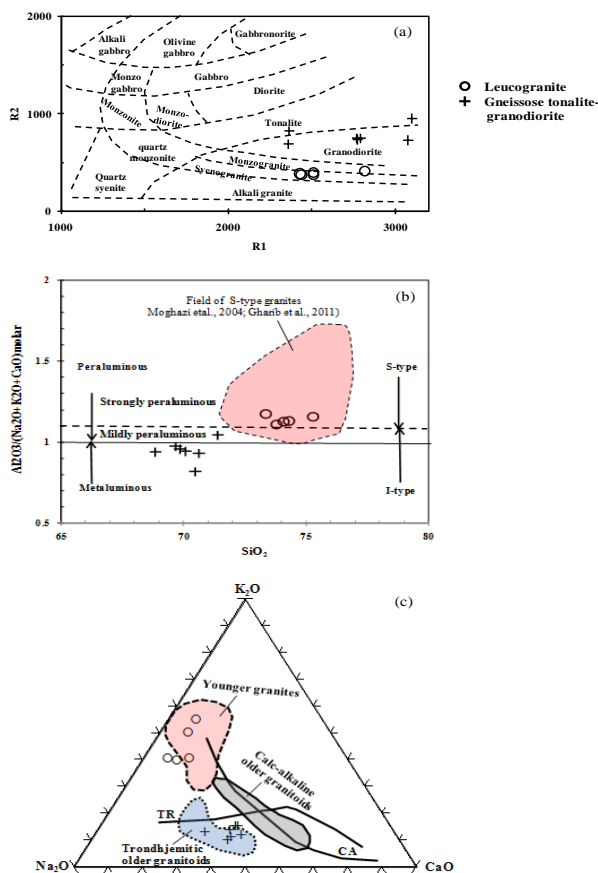 2000
(a)
Alkali
gabbro
Olivine
gabbro
Gabbronorite
Monzo
gabbro
Gabbro
Diorite
R2
1000
Monzonite
Monzo-
diorite
Tonalite
quartz
monzonite
Granodiorite
Monzogranite
Syenogranite
Quartz
syenite
Alkali granite
0
1000
2000
3000
R1
Leucogranite
Gneissose tonalite-
granodiorite
2
(b)
Field of S-type granites
Moghazi etal., 2004; Gharib et al., 2011)
Al2O3/(Na2O+K2O+CaO)molar
1.5
Peraluminous
S-type
Strongly peraluminous
Mildly peraluminous
1
Metaluminous
I-type
0.5
65
70
75
80
SiO2
K2O
(c)
Younger granites
Calc-alkaline
older granitoids
TR
Trondhjemitic
older granitoids
CA
Na2O
CaO